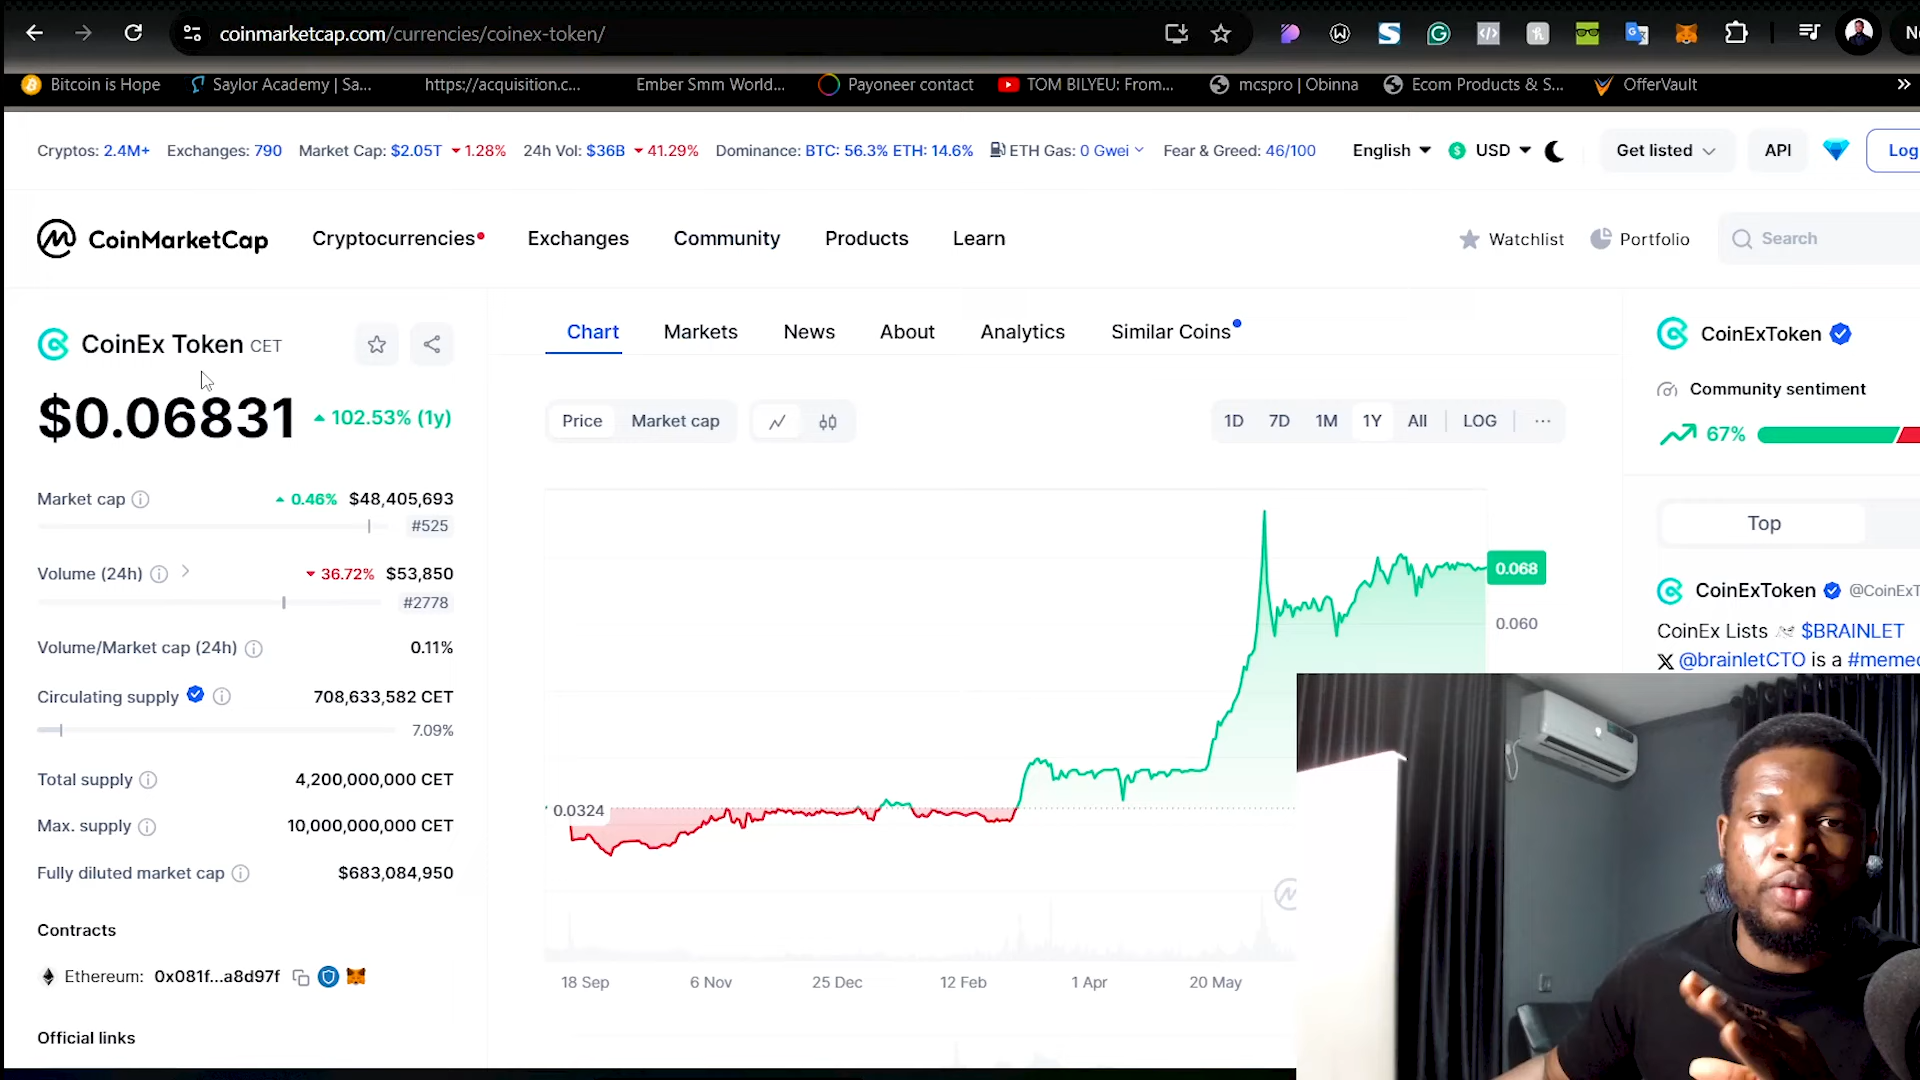 coinmarketcap.com/currencies/coinex-token/
Bitcoin is Hope
Saylor Academy | Sa...
https://acquisition.c...
Ember Smm World...
Payoneer contact
TOM BILYEU: From...
mcspro | Obinna
Ecom Products & S...
OfferVault
»
Cryptos: 2.4M+ Exchanges: 790 Market Cap: $2.05T 1.28% 24h Vol: $36B 41.29% Dominance: BTC: 56.3% ETH: 14.6% ETH Gas: 0 Gwei Fear & Greed: 46/100
English USD Get listed API Log
CoinMarketCap
Cryptocurrencies Exchanges Community Products Learn
Watchlist Portfolio Search
CoinEx Token CET
$0.06831 102.53% (1y)
Market cap 0.46% $48,405,693
#525
Volume (24h) 36.72% $53,850
#2778
Volume/Market cap (24h) 0.11%
Circulating supply 708,633,582 CET
7.09%
Total supply 4,200,000,000 CET
Max. supply 10,000,000,000 CET
Fully diluted market cap $683,084,950
Contracts
Ethereum: 0x081f...a8d97f
Official links
Chart Markets News About Analytics Similar Coins
Price Market cap
1D 7D 1M 1Y All LOG ...
0.068
0.060
0.0324
18 Sep 6 Nov 25 Dec 12 Feb 1 Apr 20 May
CoinExToken
Community sentiment
67%
Top
CoinExToken @CoinExT
CoinEx Lists $BRAINLET
@brainletCTO is a #memec